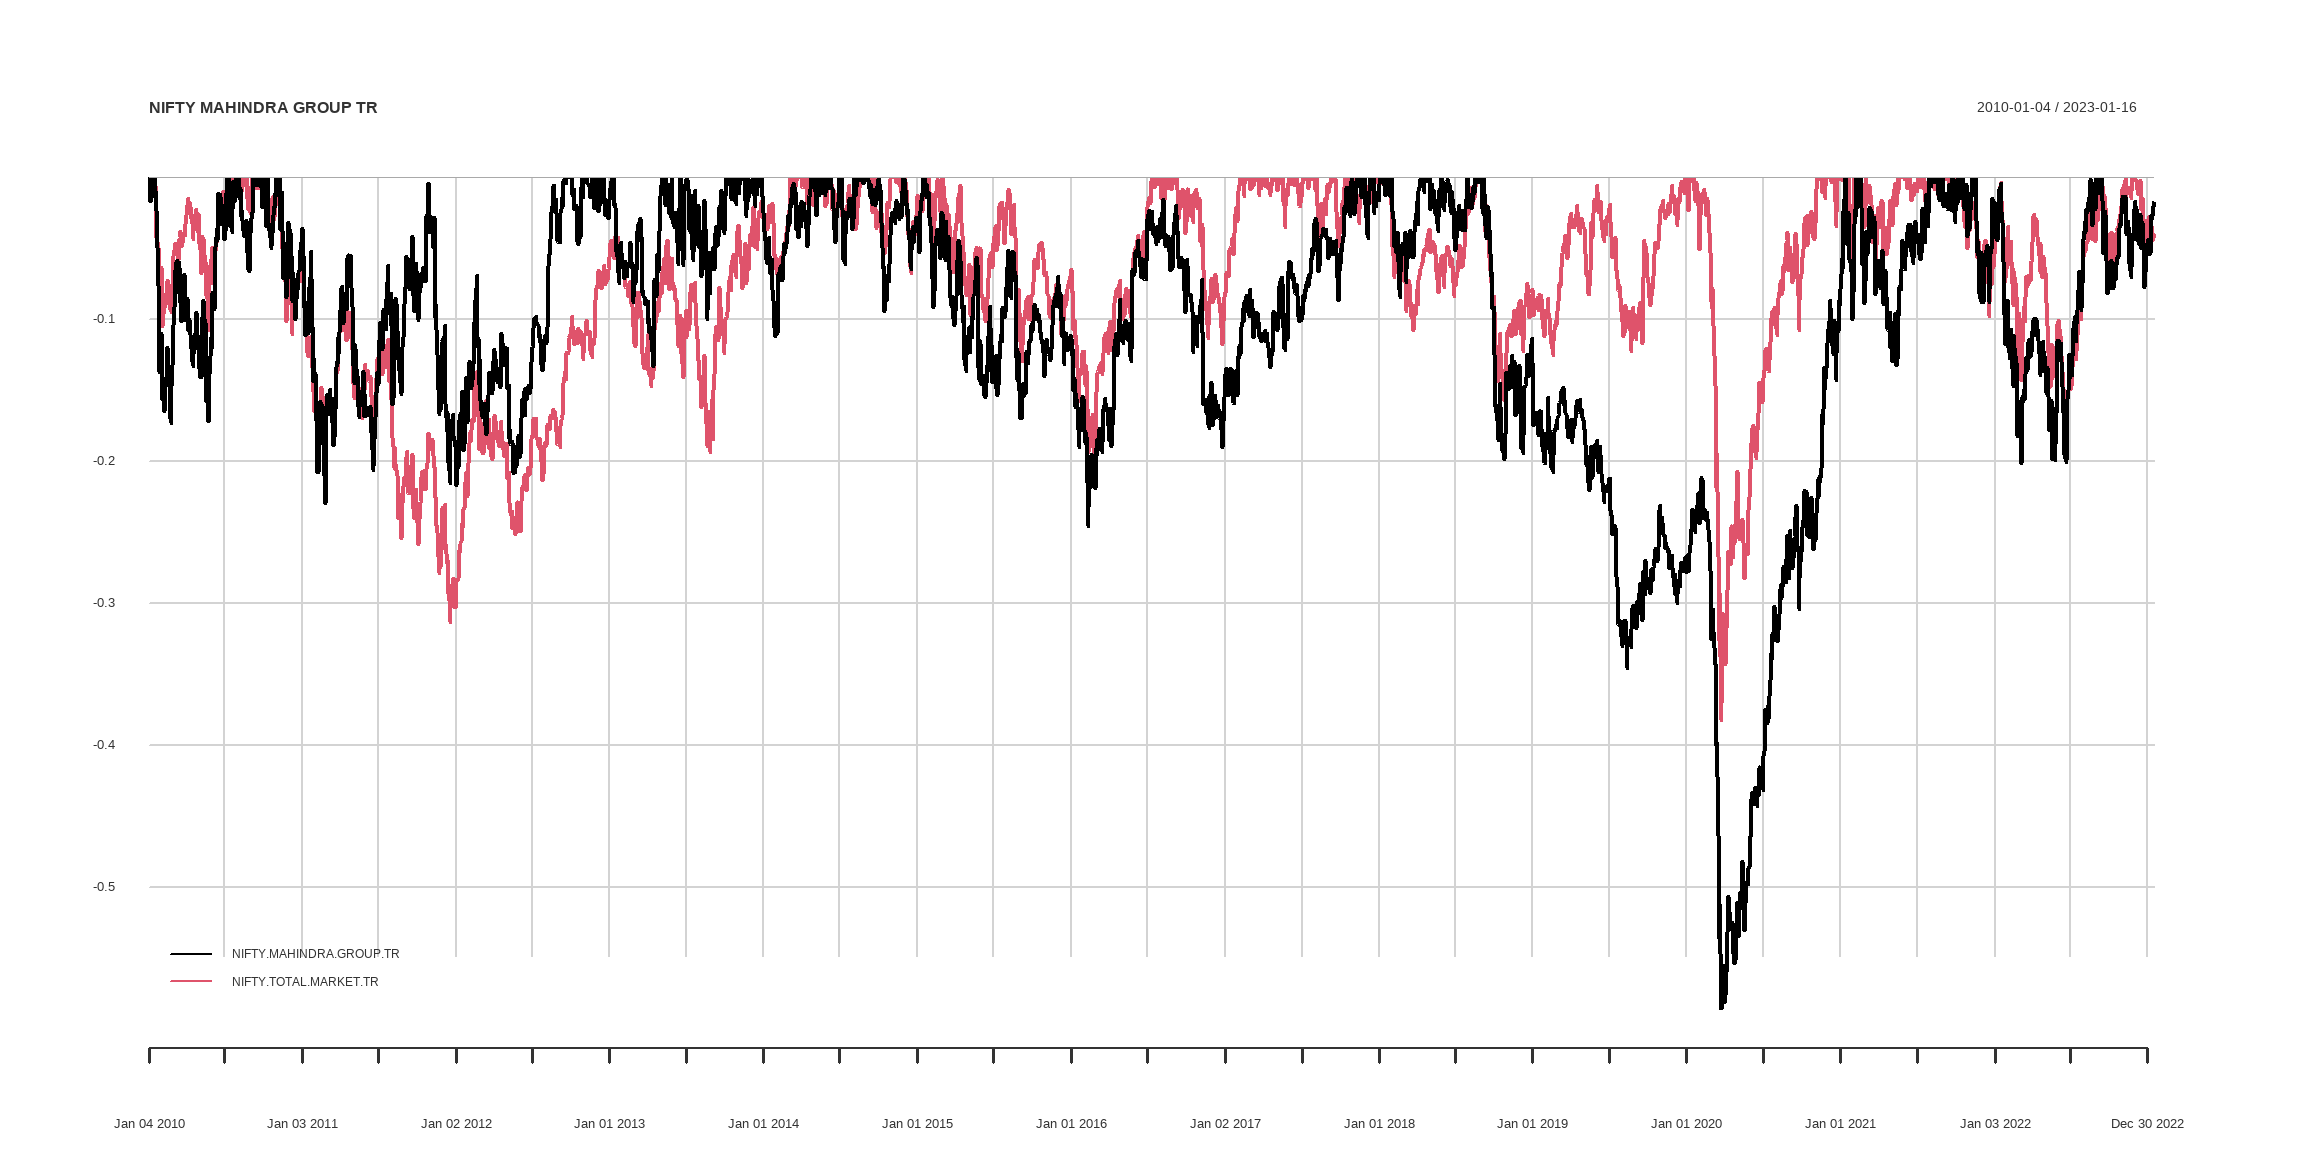 NIFTY MAHINDRA GROUP TR
2010-01-04 / 2023-01-16
-0.1
-0.2
-0.3
-0.4
-0.5
NIFTY.MAHINDRA.GROUP.TR
NIFTY.TOTAL.MARKET.TR
Jan 04 2010 Jan 03 2011 Jan 02 2012 Jan 01 2013 Jan 01 2014 Jan 01 2015 Jan 01 2016 Jan 02 2017 Jan 01 2018 Jan 01 2019 Jan 01 2020 Jan 01 2021 Jan 03 2022 Dec 30 2022